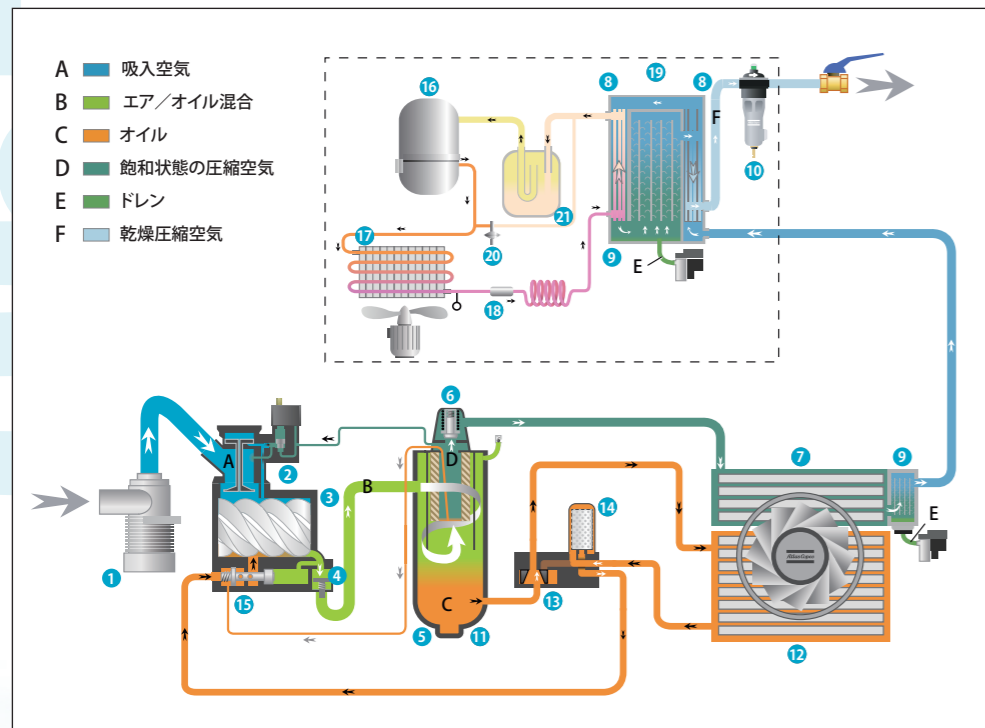 A 吸入空気
B エア／オイル混合
C オイル
D 飽和状態の圧縮空気
E ドレン
F 乾燥圧縮空気
16
8
19
8
F
10
21
17
20
9
E
18
6
A
2
D
7
9
3
B
14
E
4
1
15
C
13
5
11
Atlas Copco
12